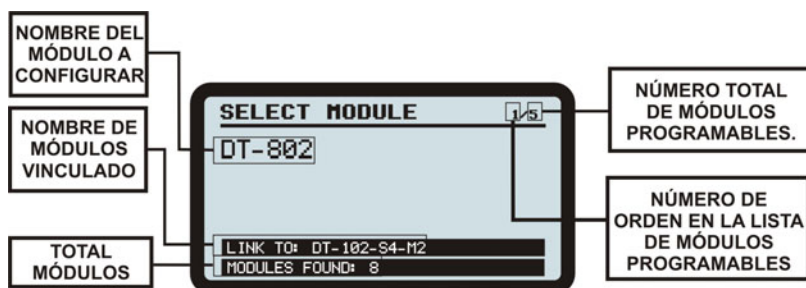 NOMBRE DEL
MÓDULO A
CONFIGURAR
NOMBRE DE
MÓDULOS
VINCULADO
TOTAL
MÓDULOS
SELECT MODULE
1/5
DT-802
LINK TO: DT-102-S4-M2
MODULES FOUND: 8
NÚMERO TOTAL
DE MÓDULOS
PROGRAMABLES.
NÚMERO DE
ORDEN EN LA LISTA
DE MÓDULOS
PROGRAMABLES